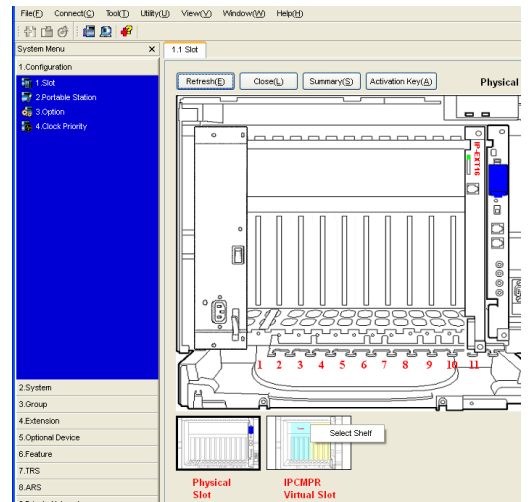 File(F) Connect(C) Tool(T) Utility(U) View(V) Window(W) Help(H)
System Menu X 1.1 Slot
1.Configuration
1.Slot
2.Portable Station
3.Option
4.Clock Priority
Refresh(E) Close(L) Summary(S) Activation Key(A) Physical
IP-EXT16
1 2 3 4 5 6 7 8 9 10 11
2.System
3.Group
4.Extension
5.Optional Device
6.Feature
7.TRS
8.ARS
Select Shelf
Physical
Slot
IPCMPR
Virtual Slot